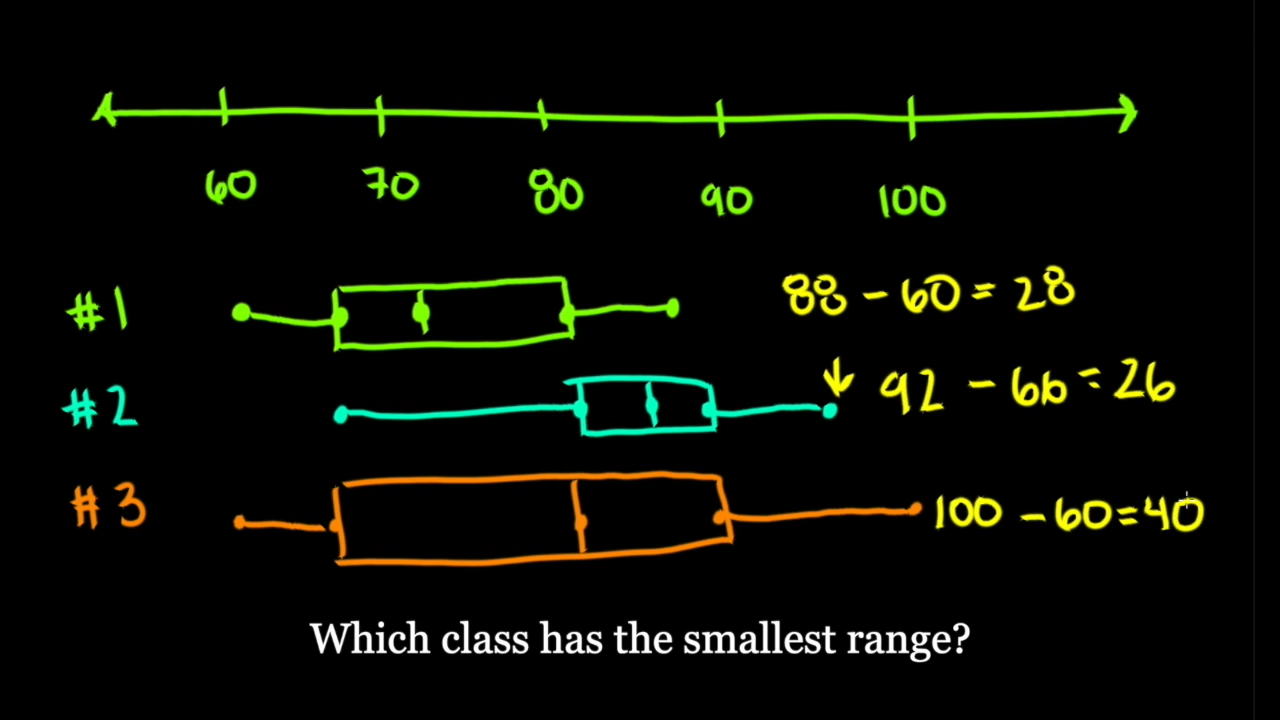 60 70 80 90 100
#1 88 - 60 = 28
#2 92 - 66 = 26
#3 100 - 60 = 40
Which class has the smallest range?